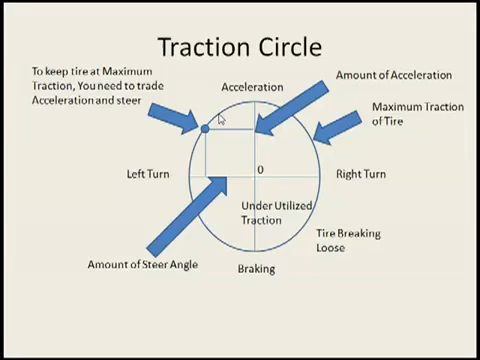 Traction Circle
To keep tire at Maximum
Traction, You need to trade
Acceleration and steer
Acceleration
Amount of Acceleration
Maximum Traction
of Tire
Left Turn
0
Right Turn
Under Utilized
Traction
Tire Breaking
Loose
Amount of Steer Angle
Braking